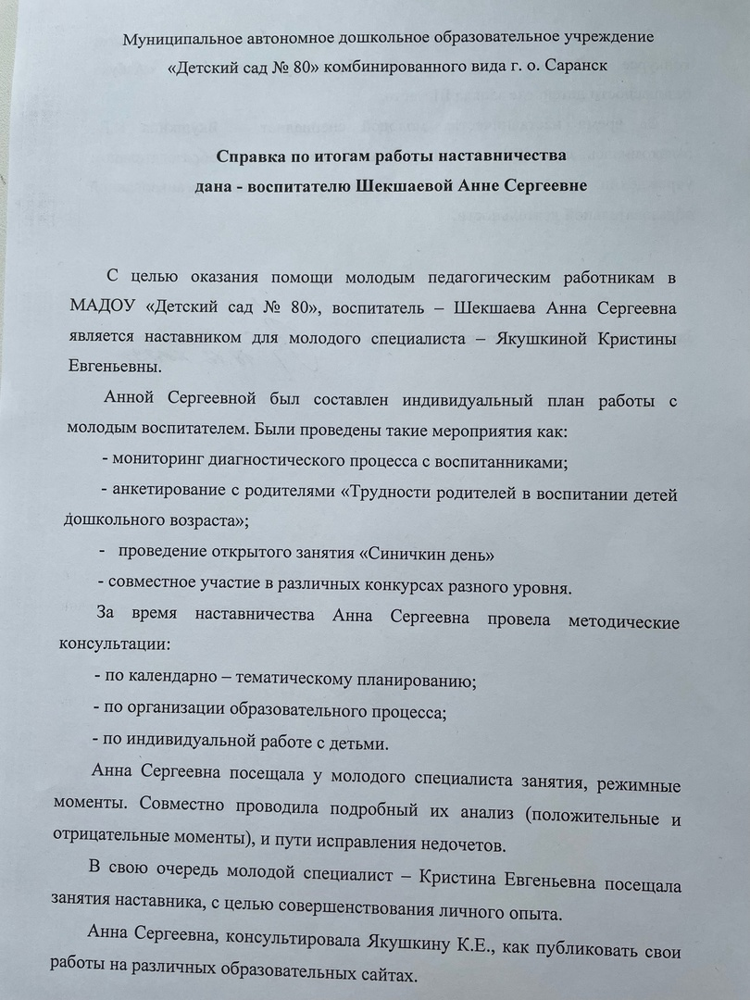 Муниципальное автономное дошкольное образовательное учреждение
«Детский сад № 80» комбинированного вида г. о. Саранск
Справка по итогам работы наставничества
дана - воспитателю Шекшаевой Анне Сергеевне
С целью оказания помощи молодым педагогическим работникам в
МАДОУ «Детский сад № 80», воспитатель – Шекшаева Анна Сергеевна
является наставником для молодого специалиста – Якушкиной Кристины
Евгеньевны.
Анной Сергеевной был составлен индивидуальный план работы с
молодым воспитателем. Были проведены такие мероприятия как:
- мониторинг диагностического процесса с воспитанниками;
- анкетирование с родителями «Трудности родителей в воспитании детей
дошкольного возраста»;
- проведение открытого занятия «Синичкин день»
- совместное участие в различных конкурсах разного уровня.
За время наставничества Анна Сергеевна провела методические
консультации:
- по календарно – тематическому планированию;
- по организации образовательного процесса;
- по индивидуальной работе с детьми.
Анна Сергеевна посещала у молодого специалиста занятия, режимные
моменты. Совместно проводила подробный их анализ (положительные и
отрицательные моменты), и пути исправления недочетов.
В свою очередь молодой специалист – Кристина Евгеньевна посещала
занятия наставника, с целью совершенствования личного опыта.
Анна Сергеевна, консультировала Якушкину К.Е., как публиковать свои
работы на различных образовательных сайтах.